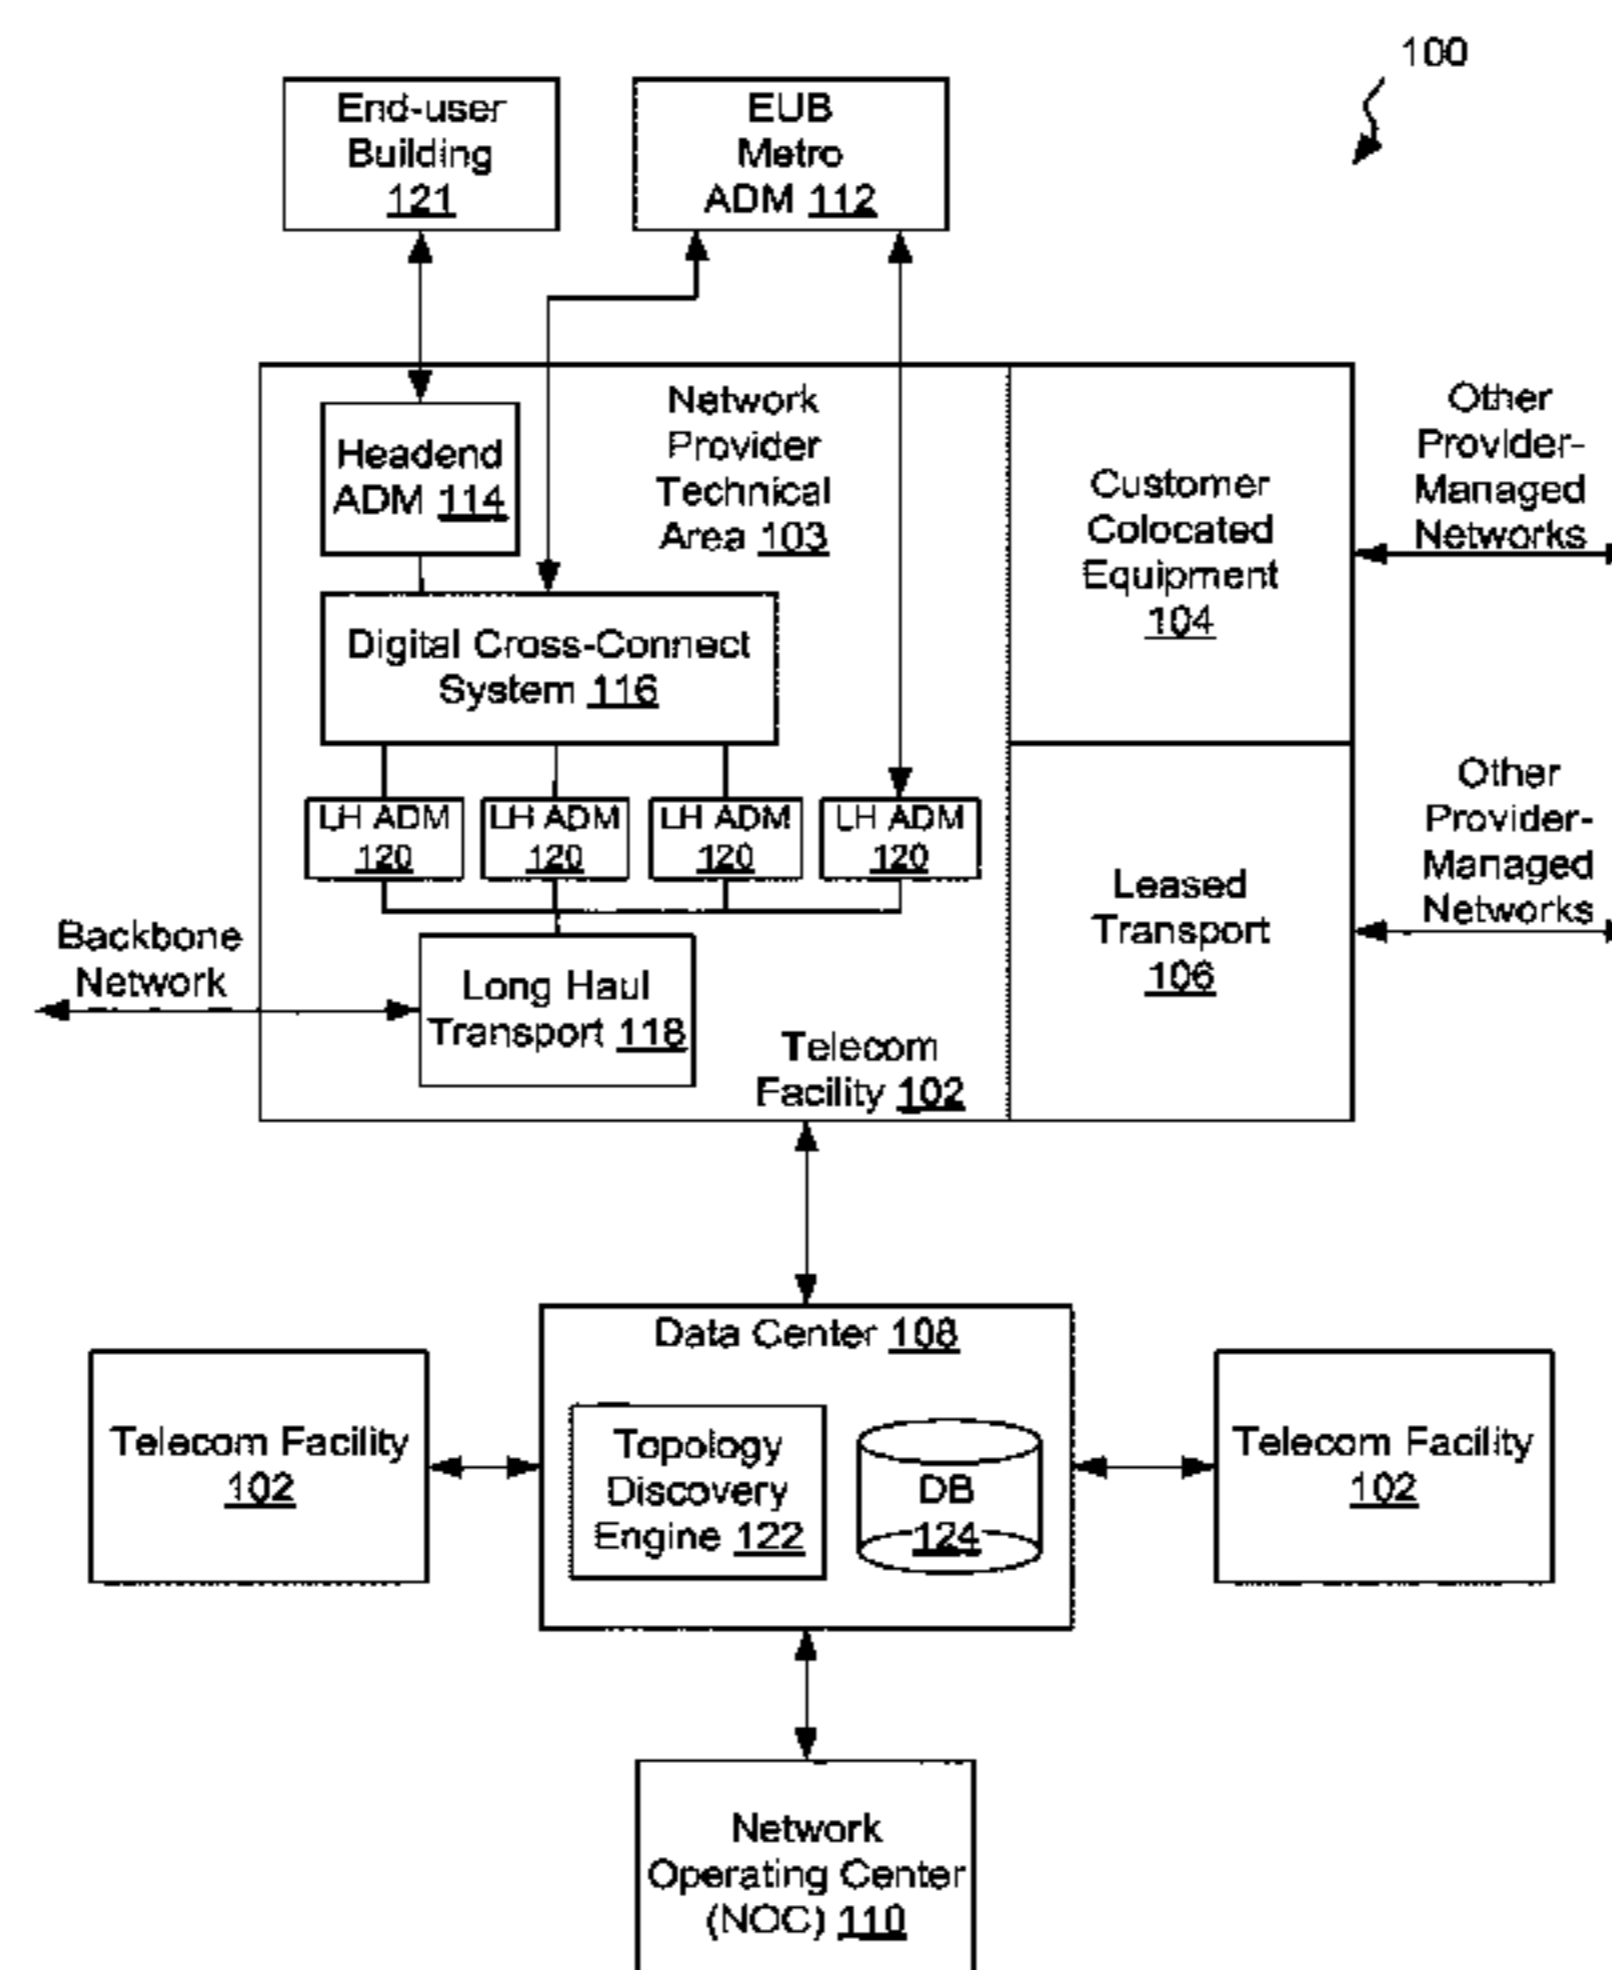 100
End-user
Building
121
EUB
Metro
ADM 112
Network
Provider
Technical
Area 103
Headend
ADM 114
Digital Cross-Connect
System 116
LH ADM
120
LH ADM
120
LH ADM
120
LH ADM
120
Long Haul
Transport 118
Backbone
Network
Telecom
Facility 102
Customer
Colocated
Equipment
104
Other
Provider-
Managed
Networks
Leased
Transport
106
Other
Provider-
Managed
Networks
Data Center 108
Topology
Discovery
Engine 122
DB
124
Telecom Facility
102
Telecom Facility
102
Network
Operating Center
(NOC) 110